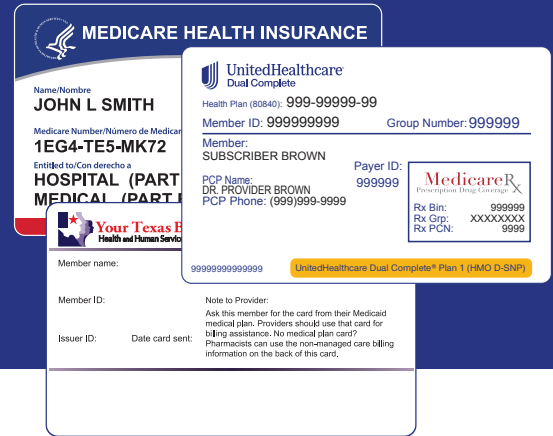 MEDICARE HEALTH INSURANCE
Name/Nombre
JOHN L SMITH
Medicare Number/Número de Medicar
1EG4-TE5-MK72
Entitled to/Con derecho a
HOSPITAL (PART
MEDICAL (PART
UnitedHealthcare®
Dual Complete
Health Plan (80840): 999-99999-99
Member ID: 999999999 Group Number: 999999
Member:
SUBSCRIBER BROWN
PCP Name:
DR. PROVIDER BROWN
PCP Phone: (999)999-9999
Payer ID:
999999
MedicareRx
Prescription Drug Coverage
Rx Bin: 999999
Rx Grp: XXXXXXXX
Rx PCN: 9999
99999999999999 UnitedHealthcare Dual Complete® Plan 1 (HMO D-SNP)
Your Texas
Health and Human Servic
Member name:
Member ID:
Issuer ID: Date card sent:
Note to Provider:
Ask this member for the card from their Medicaid
medical plan. Providers should use that card for
billing assistance. No medical plan card?
Pharmacists can use the non-managed care billing
information on the back of this card.